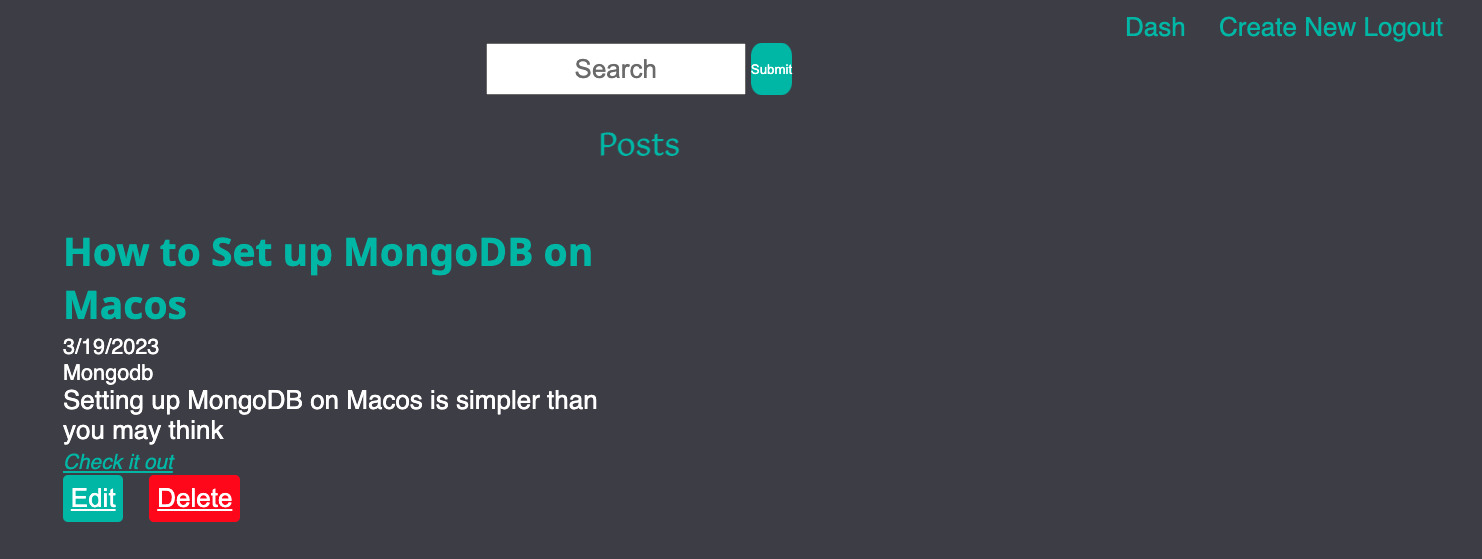 Dash Create New Logout
Search Submit
Posts
How to Set up MongoDB on
Macos
3/19/2023
Mongodb
Setting up MongoDB on Macos is simpler than
you may think
Check it out
Edit Delete